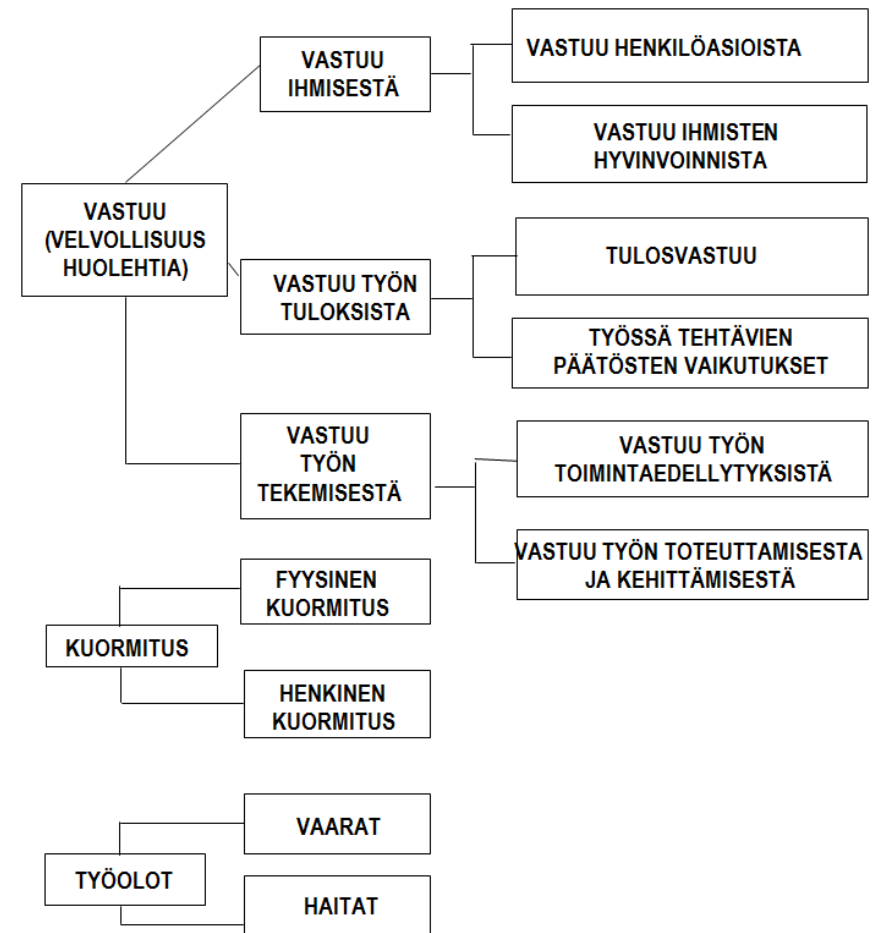 VASTUU
IHMISESTÄ
VASTUU HENKILÖASIOISTA
VASTUU IHMISTEN
HYVINVOINNISTA
VASTUU
(VELVOLLISUUS
HUOLEHTIA)
VASTUU TYÖN
TULOKSISTA
TULOSVASTUU
TYÖSSÄ TEHTÄVIEN
PÄÄTÖSTEN VAIKUTUKSET
VASTUU
TYÖN
TEKEMISESTÄ
VASTUU TYÖN
TOIMINTAEDELLYTYKSISTÄ
VASTUU TYÖN TOTEUTTAMISESTA
JA KEHITTÄMISESTÄ
KUORMITUS
FYYSINEN
KUORMITUS
HENKINEN
KUORMITUS
TYÖOLOT
VAARAT
HAITAT